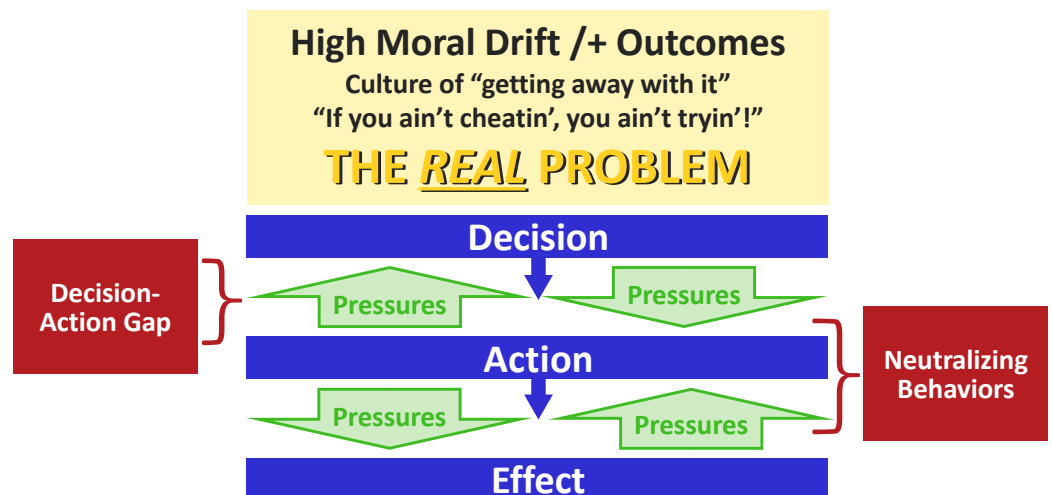 High Moral Drift /+ Outcomes
Culture of “getting away with it”
“If you ain’t cheatin’, you ain’t tryin’!”
THE REAL PROBLEM
Decision
Decision-
Action Gap
Pressures
Pressures
Action
Neutralizing
Behaviors
Pressures
Pressures
Effect